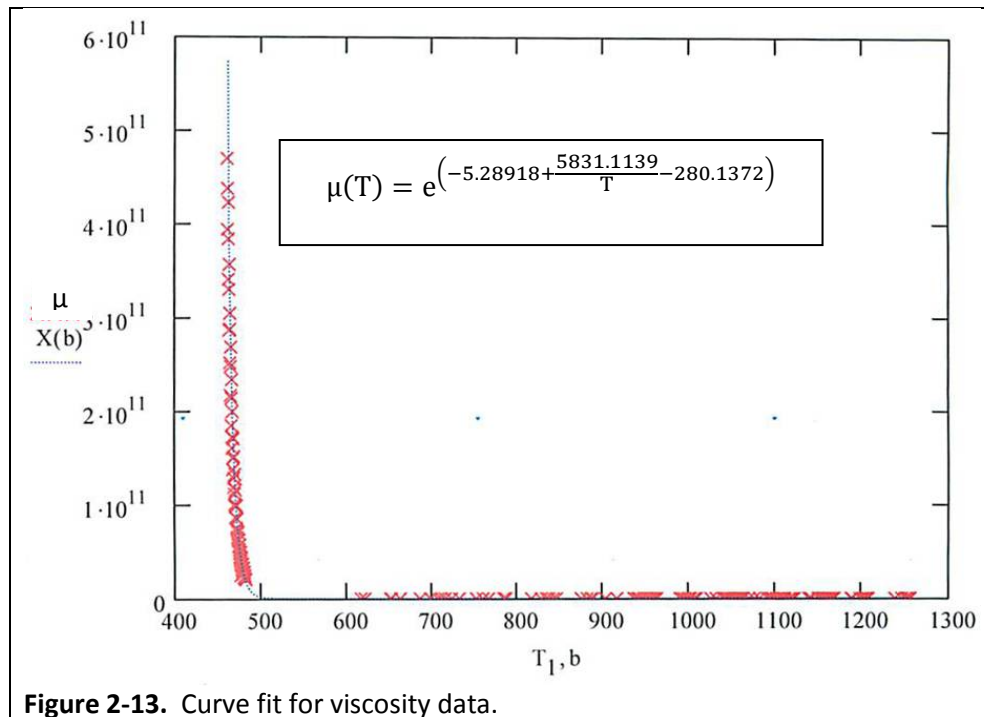 6·10^11
5·10^11
μ(T) = e^(−5.28918+5831.1139/T−280.1372)
4·10^11
μ
3·10^11
X(b)
2·10^11
1·10^11
0
400 500 600 700 800 900 1000 1100 1200 1300
T₁, b
Figure 2-13. Curve fit for viscosity data.